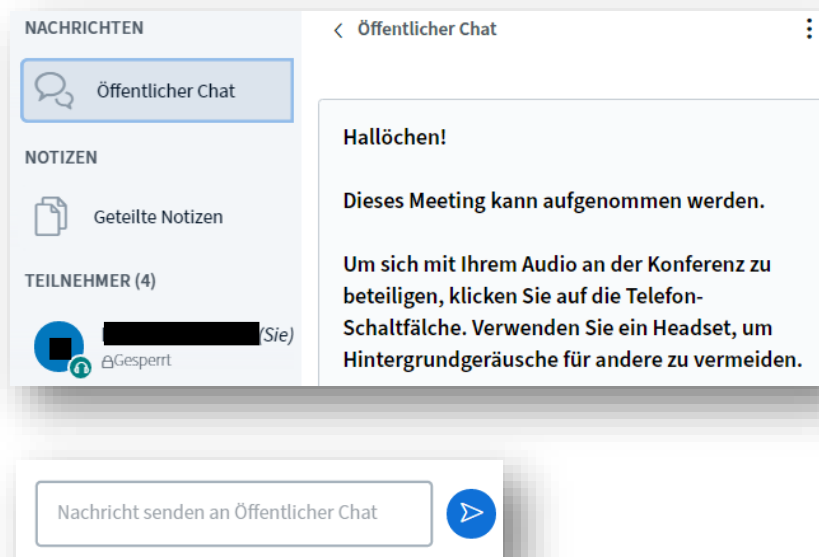 NACHRICHTEN
Öffentlicher Chat
NOTIZEN
Geteilte Notizen
TEILNEHMER (4)
(Sie)
Gesperrt
Öffentlicher Chat
Hallöchen!
Dieses Meeting kann aufgenommen werden.
Um sich mit Ihrem Audio an der Konferenz zu
beteiligen, klicken Sie auf die Telefon-
Schaltfälche. Verwenden Sie ein Headset, um
Hintergrundgeräusche für andere zu vermeiden.
Nachricht senden an Öffentlicher Chat